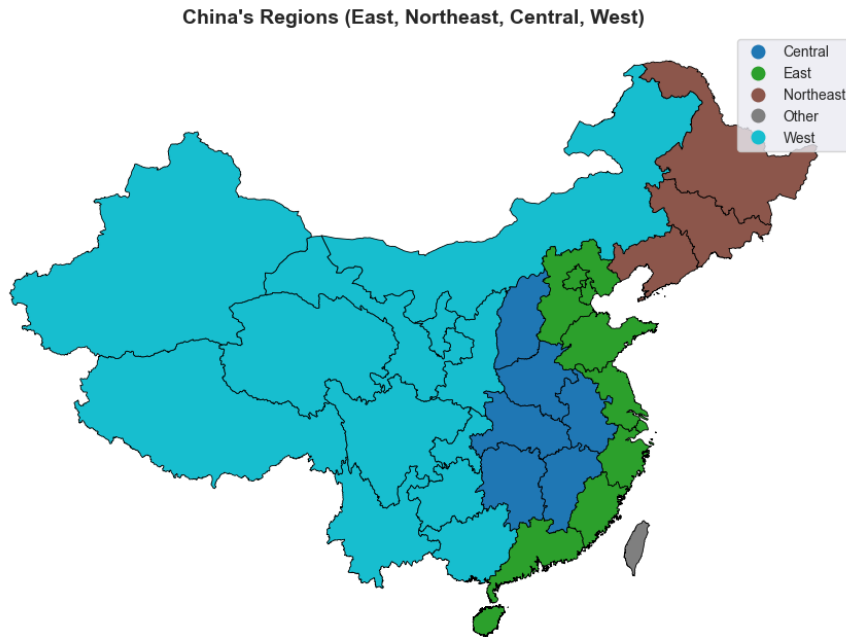 China's Regions (East, Northeast, Central, West)
Central
East
Northeast
Other
West